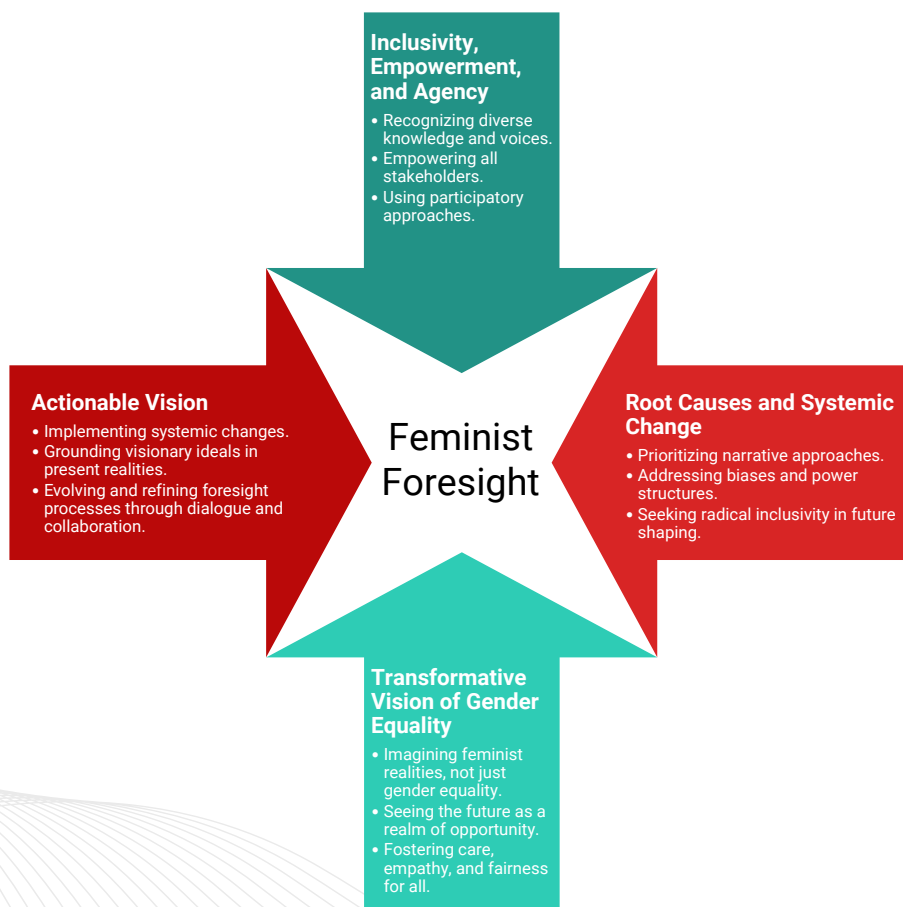 Inclusivity,
Empowerment,
and Agency
• Recognizing diverse
knowledge and voices.
• Empowering all
stakeholders.
• Using participatory
approaches.
Actionable Vision
• Implementing systemic changes.
• Grounding visionary ideals in
present realities.
• Evolving and refining foresight
processes through dialogue and
collaboration.
Feminist
Foresight
Root Causes and Systemic
Change
• Prioritizing narrative approaches.
• Addressing biases and power
structures.
• Seeking radical inclusivity in future
shaping.
Transformative
Vision of Gender
Equality
• Imagining feminist
realities, not just
gender equality.
• Seeing the future as a
realm of opportunity.
• Fostering care,
empathy, and fairness
for all.